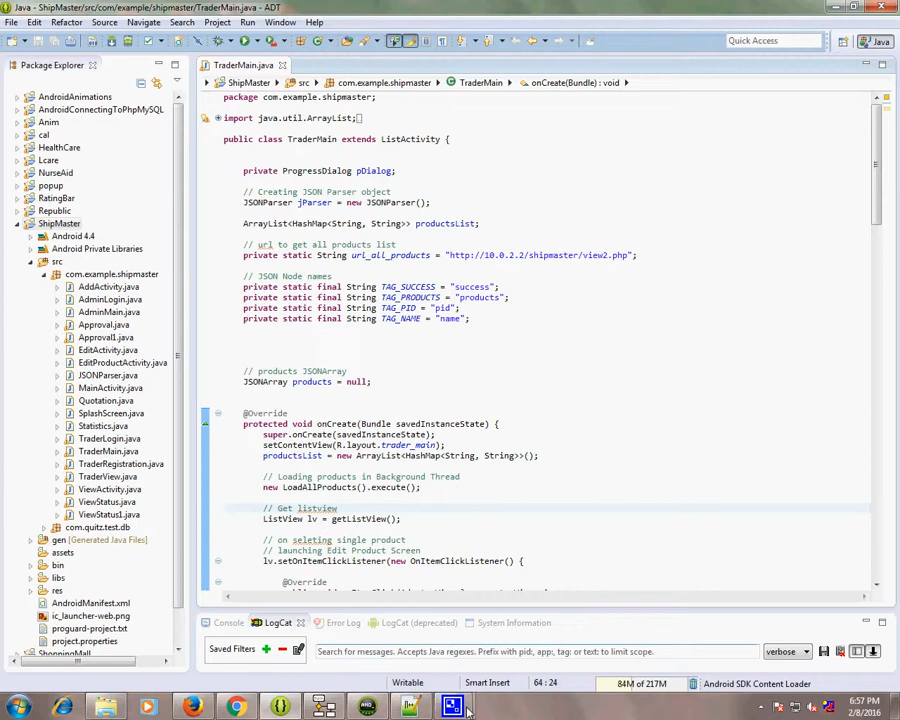 Java - ShipMaster/src/com/example/shipmaster/TraderMain.java - ADT
File Edit Refactor Source Navigate Search Project Run Window Help
Quick Access
Java
Package Explorer
AndroidAnimations
AndroidConnectingToPhpMySQL
Anim
cal
HealthCare
Lcare
NurseAid
popup
RatingBar
Republic
ShipMaster
Android 4.4
Android Private Libraries
src
com.example.shipmaster
AddActivity.java
AdminLogin.java
AdminMain.java
Approval.java
Approval1.java
EditActivity.java
EditProductActivity.java
JSONParser.java
MainActivity.java
Quotation.java
SplashScreen.java
Statistics.java
TraderLogin.java
TraderMain.java
TraderRegistration.java
TraderView.java
ViewActivity.java
ViewStatus.java
ViewStatus1.java
com.quitz.test.db
gen [Generated Java Files]
assets
bin
libs
res
AndroidManifest.xml
ic_launcher-web.png
proguard-project.txt
project.properties
ShoppingMall
TraderMain.java
ShipMaster src com.example.shipmaster TraderMain onCreate(Bundle) : void
package com.example.shipmaster;
import java.util.ArrayList;
public class TraderMain extends ListActivity {
private ProgressDialog pDialog;
// Creating JSON Parser object
JSONParser jParser = new JSONParser();
ArrayList<HashMap<String, String>> productsList;
// url to get all products list
private static String url_all_products = "http://10.0.2.2/shipmaster/view2.php";
// JSON Node names
private static final String TAG_SUCCESS = "success";
private static final String TAG_PRODUCTS = "products";
private static final String TAG_PID = "pid";
private static final String TAG_NAME = "name";
// products JSONArray
JSONArray products = null;
@Override
protected void onCreate(Bundle savedInstanceState) {
super.onCreate(savedInstanceState);
setContentView(R.layout.trader_main);
productsList = new ArrayList<HashMap<String, String>>();
// Loading products in Background Thread
new LoadAllProducts().execute();
// Get listview
ListView lv = getListView();
// on seleting single product
// launching Edit Product Screen
lv.setOnItemClickListener(new OnItemClickListener() {
@Override
Console LogCat Error Log LogCat (deprecated) System Information
Saved Filters
Search for messages. Accepts Java regexes. Prefix with pid:, app:, tag: or text: to limit scope.
verbose
Writable Smart Insert 64 : 24 84M of 217M Android SDK Content Loader
6:57 PM
2/8/2016